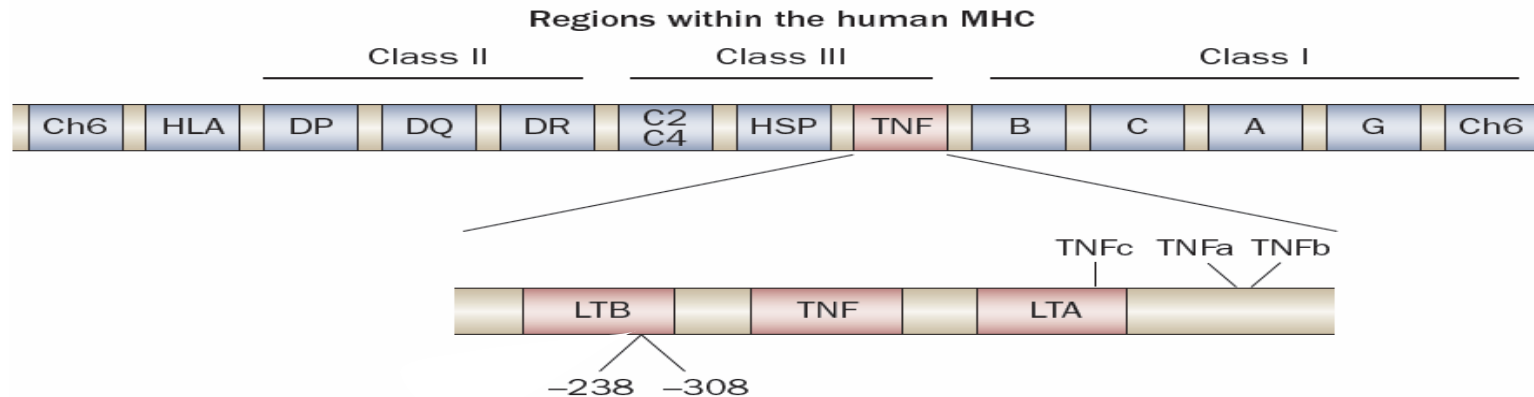 Regions within the human MHC
Class II Class III Class I
Ch6 HLA DP DQ DR C2 C4 HSP TNF B C A G Ch6
TNFc TNFa TNFb
LTB TNF LTA
–238 –308